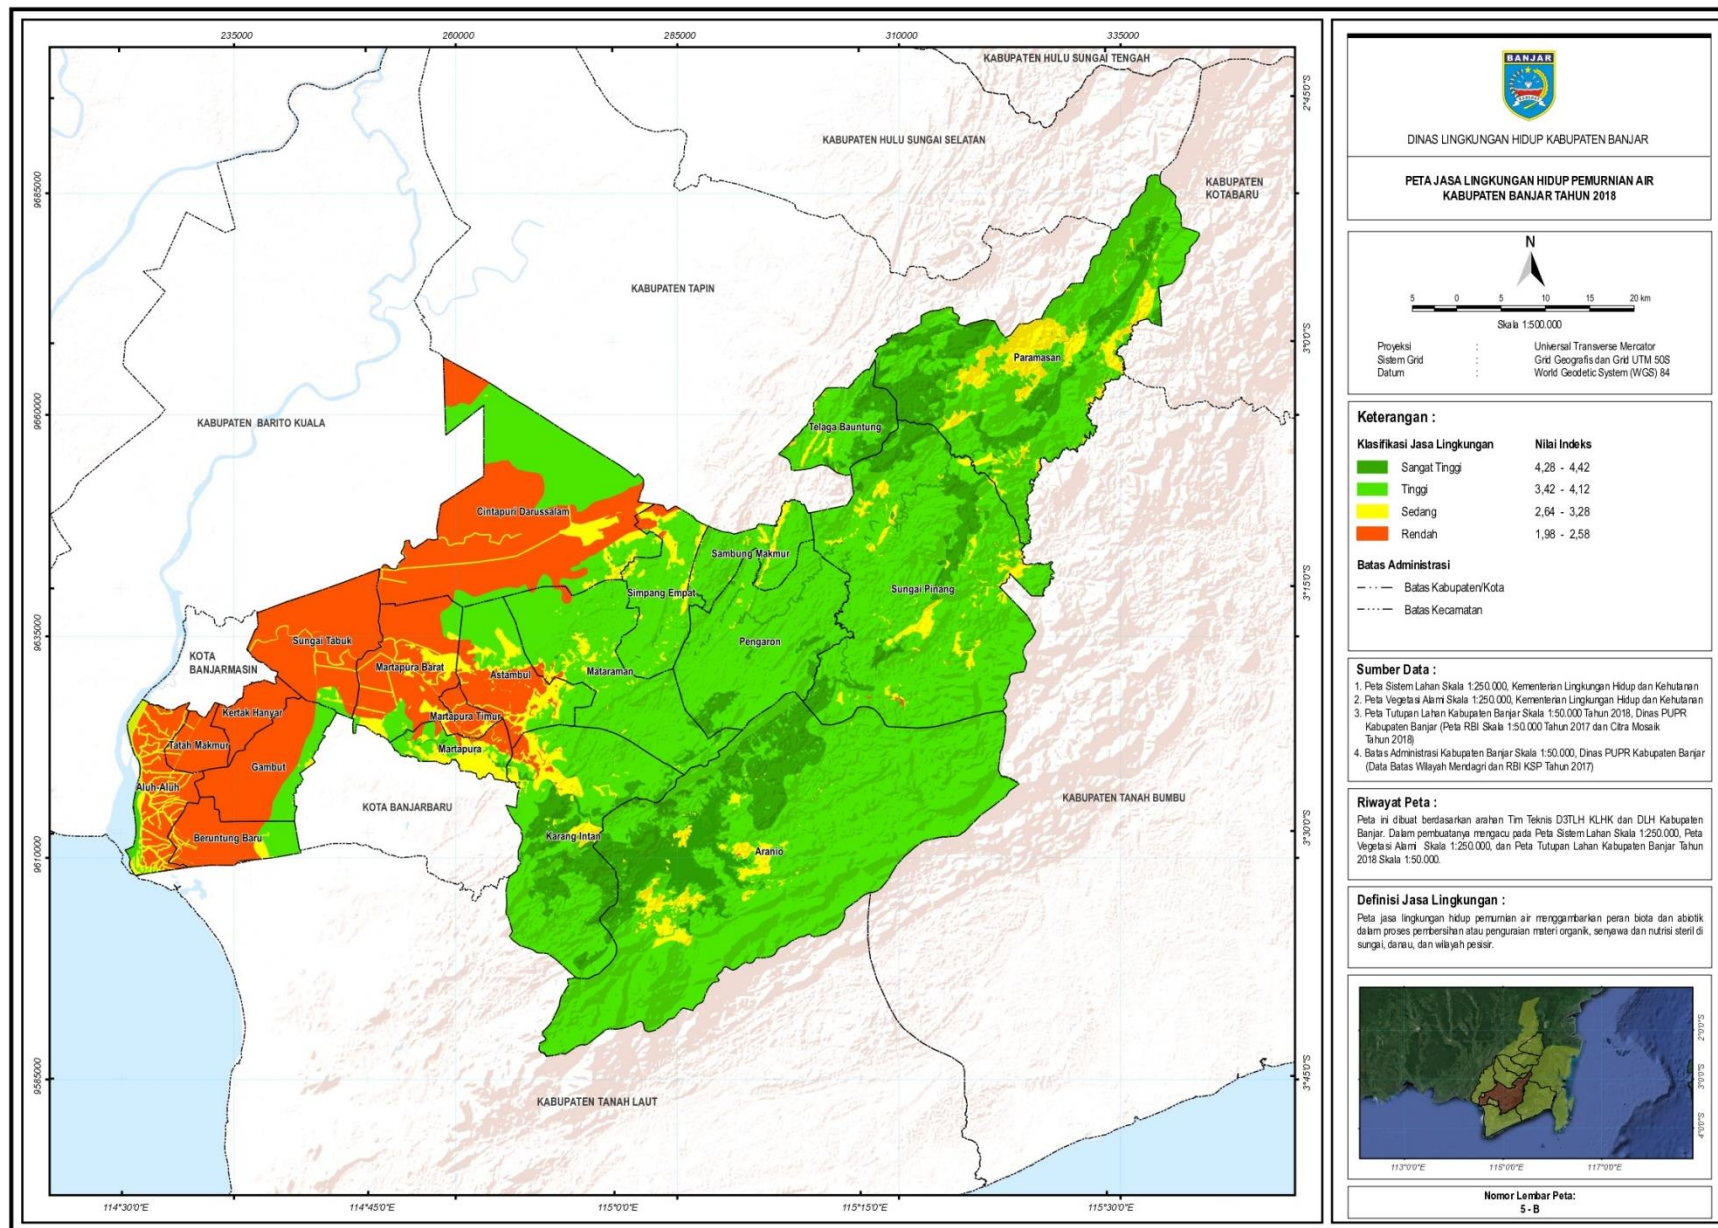 235000
260000
285000
310000
335000
KABUPATEN HULU SUNGAI TENGAH
2°45'0"S
KABUPATEN HULU SUNGAI SELATAN
9685000
KABUPATEN
KOTABARU
KABUPATEN TAPIN
3°0'0"S
Paramasan
9660000
KABUPATEN BARITO KUALA
Telaga Bauntung
Cintapuri Darussalam
Sambung Makmur
Simpang Empat
Sungai Pinang
3°15'0"S
9635000
Sungai Tabuk
Pengaron
KOTA
BANJARMASIN
Martapura Barat
Astambul
Mataraman
Kertak Hanyar
Martapura Timur
Tatah Makmur
Martapura
Gambut
Aluh-Aluh
KOTA BANJARBARU
KABUPATEN TANAH BUMBU
Beruntung Baru
Karang Intan
3°30'0"S
Aranio
9610000
9585000
3°45'0"S
KABUPATEN TANAH LAUT
114°30'0"E
114°45'0"E
115°0'0"E
115°15'0"E
115°30'0"E
BANJAR
DINAS LINGKUNGAN HIDUP KABUPATEN BANJAR
PETA JASA LINGKUNGAN HIDUP PEMURNIAN AIR
KABUPATEN BANJAR TAHUN 2018
N
5 0 5 10 15 20 km
Skala 1:500.000
Proyeksi : Universal Transverse Mercator
Sistem Grid : Grid Geografis dan Grid UTM 50S
Datum : World Geodetic System (WGS) 84
Keterangan :
Klasifikasi Jasa Lingkungan Nilai Indeks
Sangat Tinggi 4,28 - 4,42
Tinggi 3,42 - 4,12
Sedang 2,64 - 3,28
Rendah 1,98 - 2,58
Batas Administrasi
Batas Kabupaten/Kota
Batas Kecamatan
Sumber Data :
1. Peta Sistem Lahan Skala 1:250.000, Kementerian Lingkungan Hidup dan Kehutanan
2. Peta Vegetasi Alami Skala 1:250.000, Kementerian Lingkungan Hidup dan Kehutanan
3. Peta Tutupan Lahan Kabupaten Banjar Skala 1:50.000 Tahun 2018, Dinas PUPR
Kabupaten Banjar (Peta RBI Skala 1:50.000 Tahun 2017 dan Citra Mosaik
Tahun 2018)
4. Batas Administrasi Kabupaten Banjar Skala 1:50.000, Dinas PUPR Kabupaten Banjar
(Data Batas Wilayah Mendagri dan RBI KSP Tahun 2017)
Riwayat Peta :
Peta ini dibuat berdasarkan arahan Tim Teknis D3TLH KLHK dan DLH Kabupaten
Banjar. Dalam pembuatanya mengacu pada Peta Sistem Lahan Skala 1:250.000, Peta
Vegetasi Alami Skala 1:250.000, dan Peta Tutupan Lahan Kabupaten Banjar Tahun
2018 Skala 1:50.000.
Definisi Jasa Lingkungan :
Peta jasa lingkungan hidup pemurnian air menggambarkan peran biota dan abiotik
dalam proses pembersihan atau penguraian materi organik, senyawa dan nutrisi steril di
sungai, danau, dan wilayah pesisir.
2°0'0"S
3°0'0"S
4°0'0"S
113°0'0"E
115°0'0"E
117°0'0"E
Nomor Lembar Peta:
5 - B